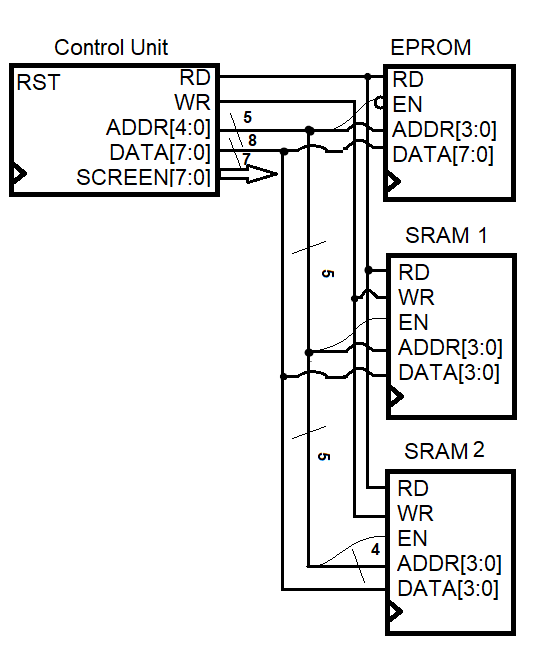 Control Unit
RST
RD
WR
ADDR[4:0]
DATA[7:0]
SCREEN[7:0]
5
8
7
EPROM
RD
EN
ADDR[3:0]
DATA[7:0]
5
SRAM 1
RD
WR
EN
ADDR[3:0]
DATA[3:0]
5
SRAM 2
RD
WR
EN
ADDR[3:0]
DATA[3:0]
4